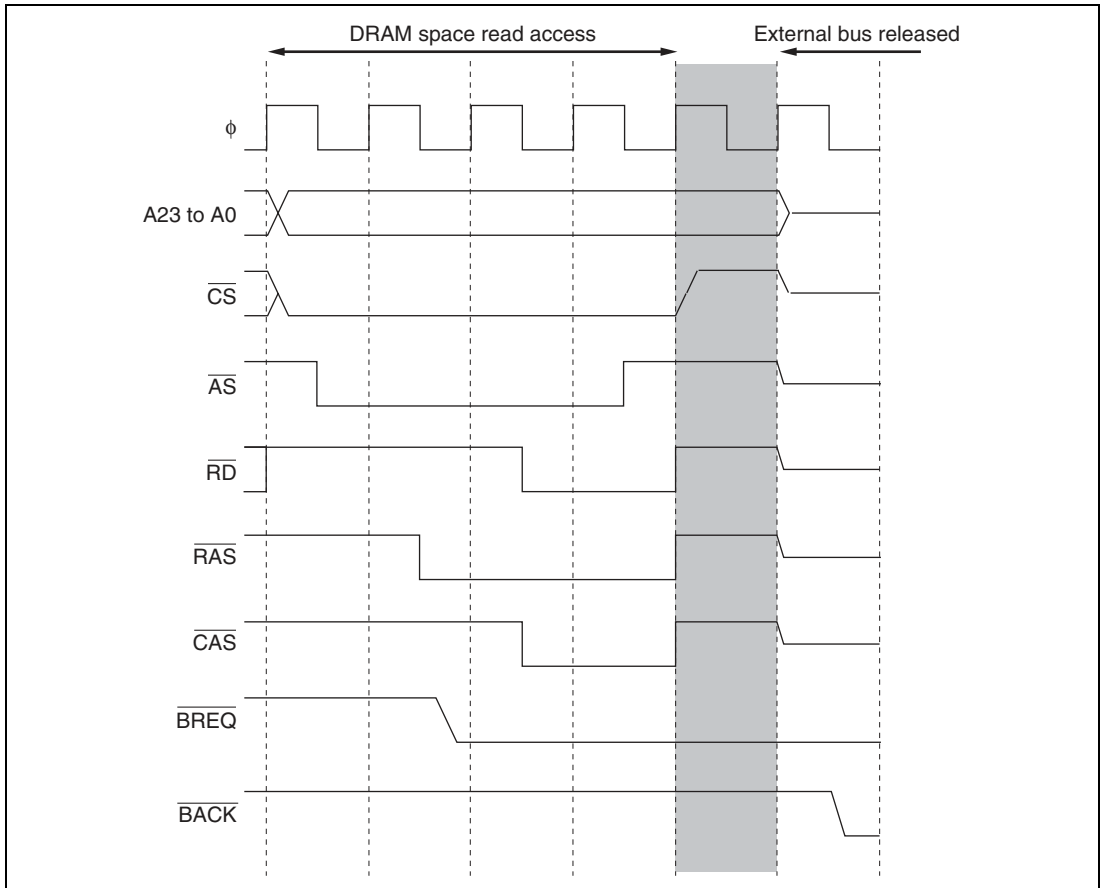 DRAM space read access
External bus released
ϕ
A23 to A0
CS
AS
RD
RAS
CAS
BREQ
BACK